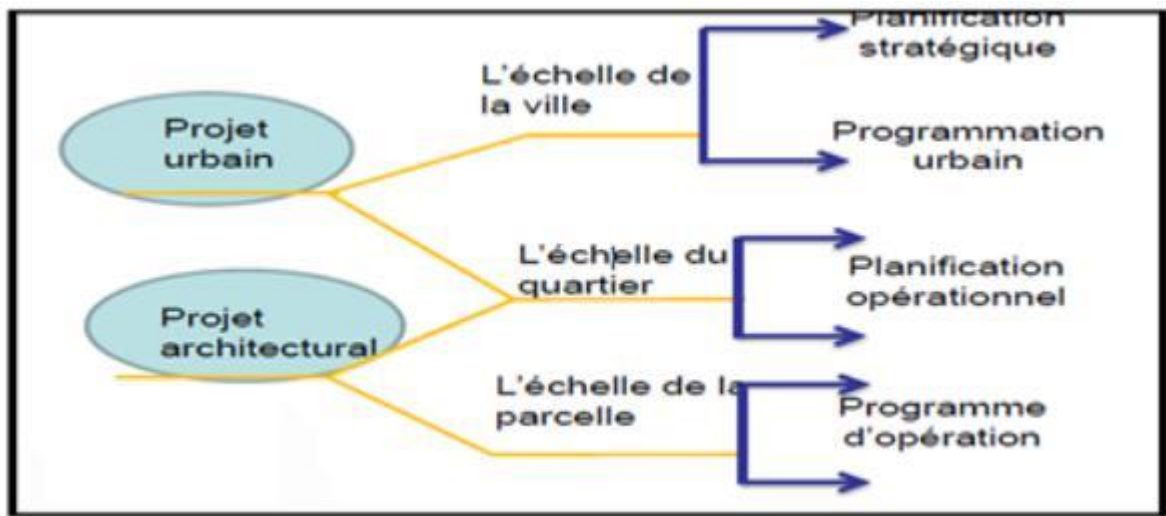 Planification
stratégique
L'échelle de
la ville
Projet
urbain
Programmation
urbain
L'échelle du
quartier
Planification
opérationnel
Projet
architectural
L'échelle de la
parcelle
Programme
d'opération